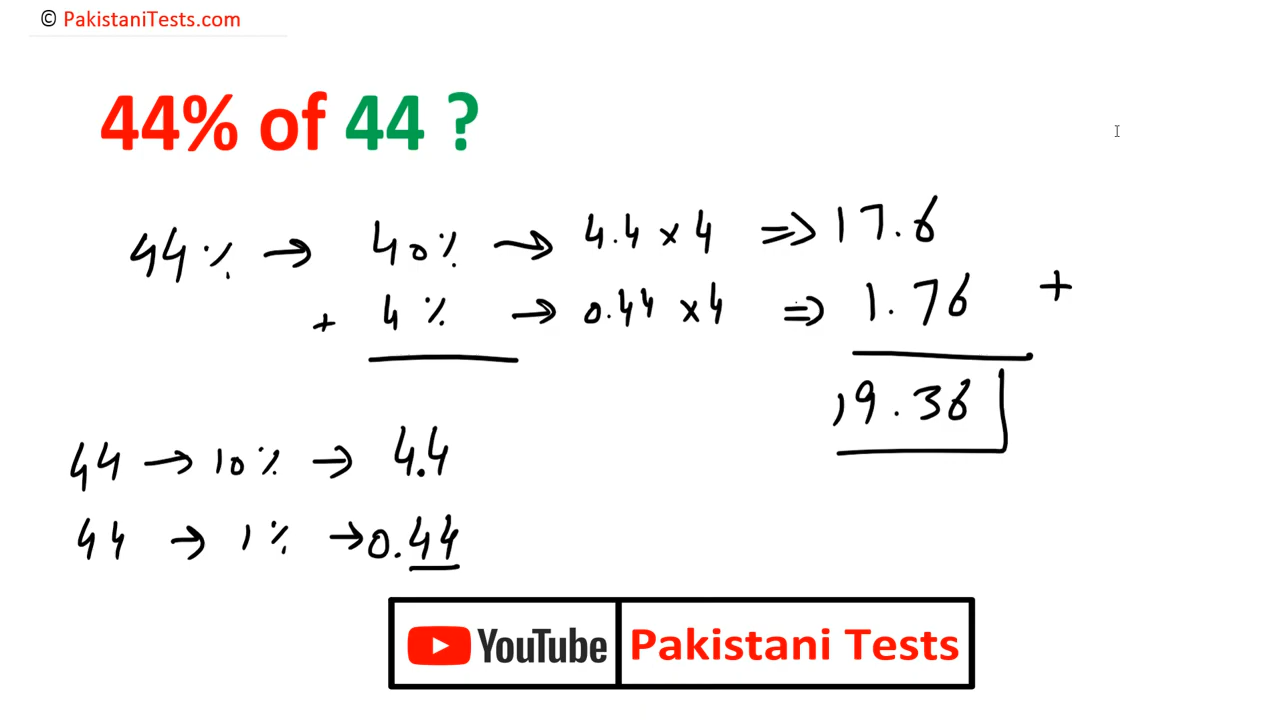 © PakistaniTests.com
44% of 44 ?
44% → 40% → 4.4 × 4 ⇒ 17.6
+ 4% → 0.44 × 4 ⇒ 1.76 +
19.36
44 → 10% → 4.4
44 → 1% → 0.44
YouTube Pakistani Tests